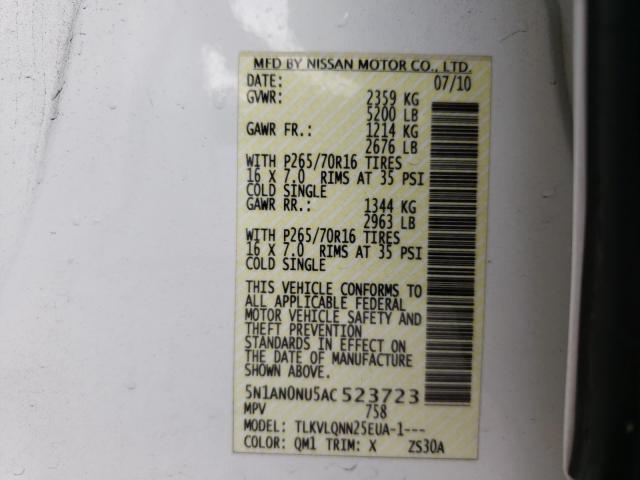 MFD BY NISSAN MOTOR CO., LTD.
DATE: 07/10
GVWR: 2359 KG
5200 LB
GAWR FR.: 1214 KG
2676 LB
WITH P265/70R16 TIRES
16 X 7.0 RIMS AT 35 PSI
COLD SINGLE
GAWR RR.: 1344 KG
2963 LB
WITH P265/70R16 TIRES
16 X 7.0 RIMS AT 35 PSI
COLD SINGLE
THIS VEHICLE CONFORMS TO
ALL APPLICABLE FEDERAL
MOTOR VEHICLE SAFETY AND
THEFT PREVENTION
STANDARDS IN EFFECT ON
THE DATE OF MANUFACTURE
SHOWN ABOVE.
5N1AN0NU5AC 523723
MPV 758
MODEL: TLKVLQNN25EUA-1---
COLOR: QM1 TRIM: X ZS30A